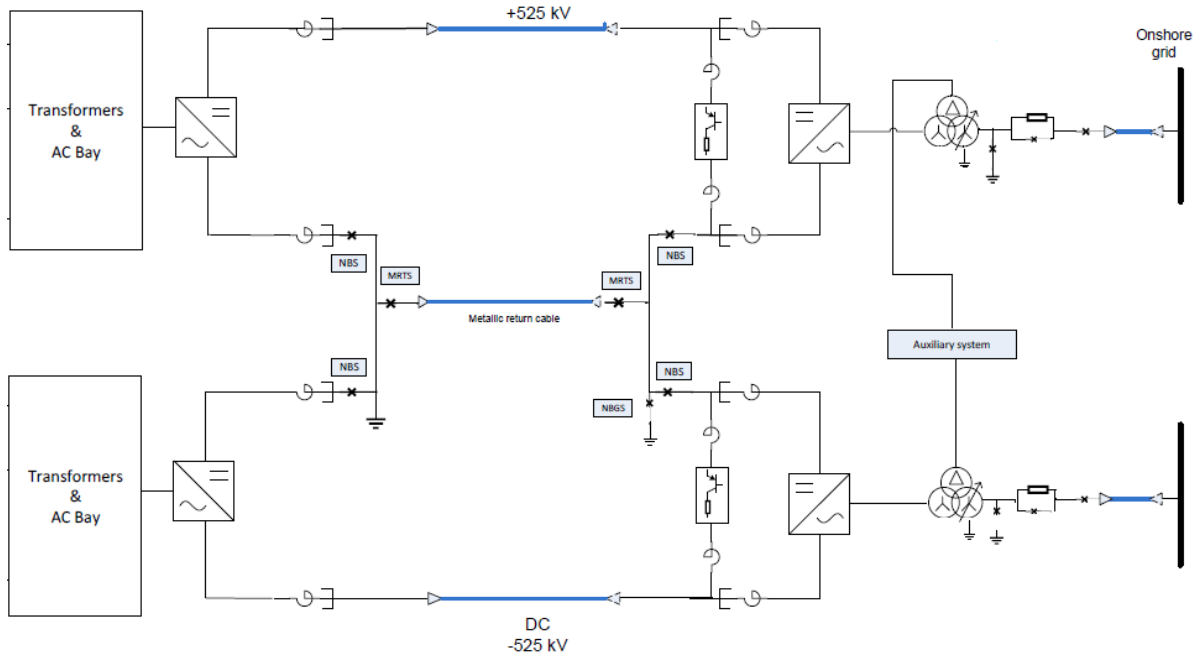 +525 kV
Onshore
grid
Transformers
&
AC Bay
NBS
NBS
MRTS
MRTS
Metallic return cable
Auxiliary system
NBS
NBS
NBGS
Transformers
&
AC Bay
DC
-525 kV